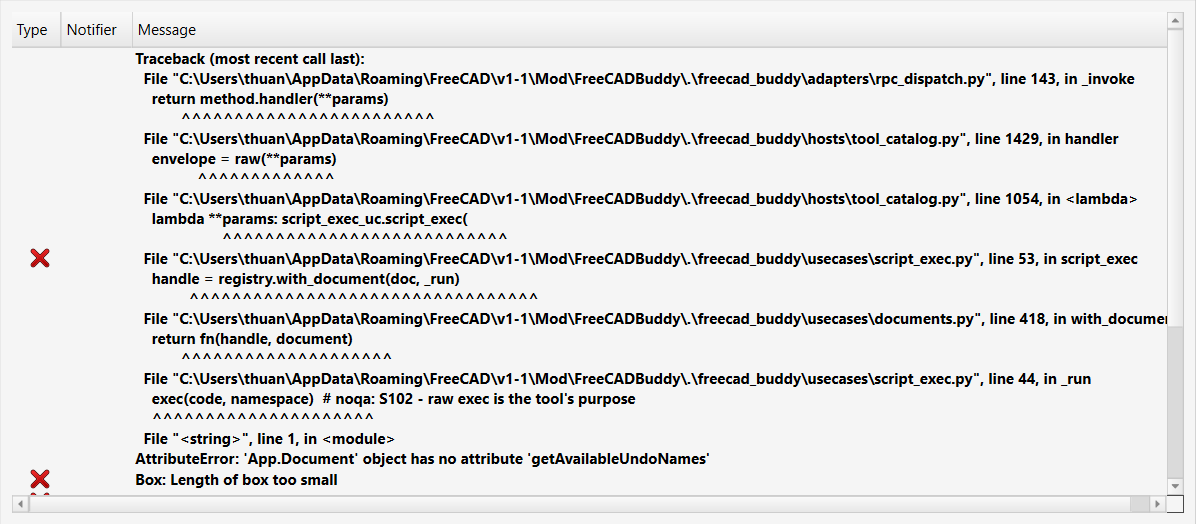 Type Notifier Message
Traceback (most recent call last):
File "C:\Users\thuan\AppData\Roaming\FreeCAD\v1-1\Mod\FreeCADBuddy\.\freecad_buddy\adapters\rpc_dispatch.py", line 143, in _invoke
return method.handler(**params)
^^^^^^^^^^^^^^^^^^^^^^^^
File "C:\Users\thuan\AppData\Roaming\FreeCAD\v1-1\Mod\FreeCADBuddy\.\freecad_buddy\hosts\tool_catalog.py", line 1429, in handler
envelope = raw(**params)
^^^^^^^^^^^^^
File "C:\Users\thuan\AppData\Roaming\FreeCAD\v1-1\Mod\FreeCADBuddy\.\freecad_buddy\hosts\tool_catalog.py", line 1054, in <lambda>
lambda **params: script_exec_uc.script_exec(
^^^^^^^^^^^^^^^^^^^^^^^^^^^
File "C:\Users\thuan\AppData\Roaming\FreeCAD\v1-1\Mod\FreeCADBuddy\.\freecad_buddy\usecases\script_exec.py", line 53, in script_exec
handle = registry.with_document(doc, _run)
^^^^^^^^^^^^^^^^^^^^^^^^^^^^^^^^^
File "C:\Users\thuan\AppData\Roaming\FreeCAD\v1-1\Mod\FreeCADBuddy\.\freecad_buddy\usecases\documents.py", line 418, in with_documen
return fn(handle, document)
^^^^^^^^^^^^^^^^^^^^
File "C:\Users\thuan\AppData\Roaming\FreeCAD\v1-1\Mod\FreeCADBuddy\.\freecad_buddy\usecases\script_exec.py", line 44, in _run
exec(code, namespace)  # noqa: S102 - raw exec is the tool's purpose
^^^^^^^^^^^^^^^^^^^^^
File "<string>", line 1, in <module>
AttributeError: 'App.Document' object has no attribute 'getAvailableUndoNames'
Box: Length of box too small